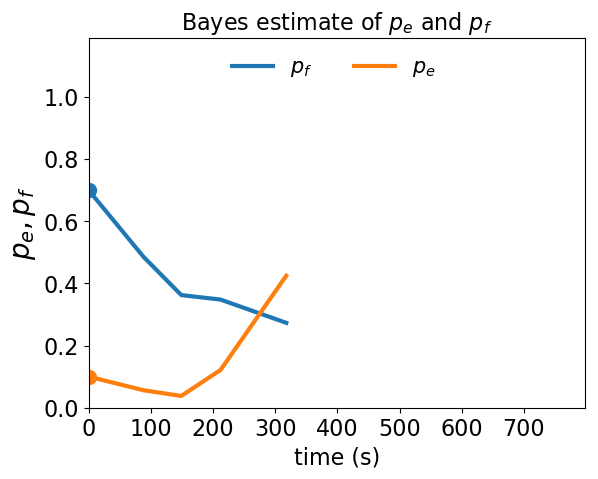 Bayes estimate of p_e and p_f
p_f p_e
1.0
0.8
0.6
0.4
0.2
0.0
p_e, p_f
0 100 200 300 400 500 600 700
time (s)